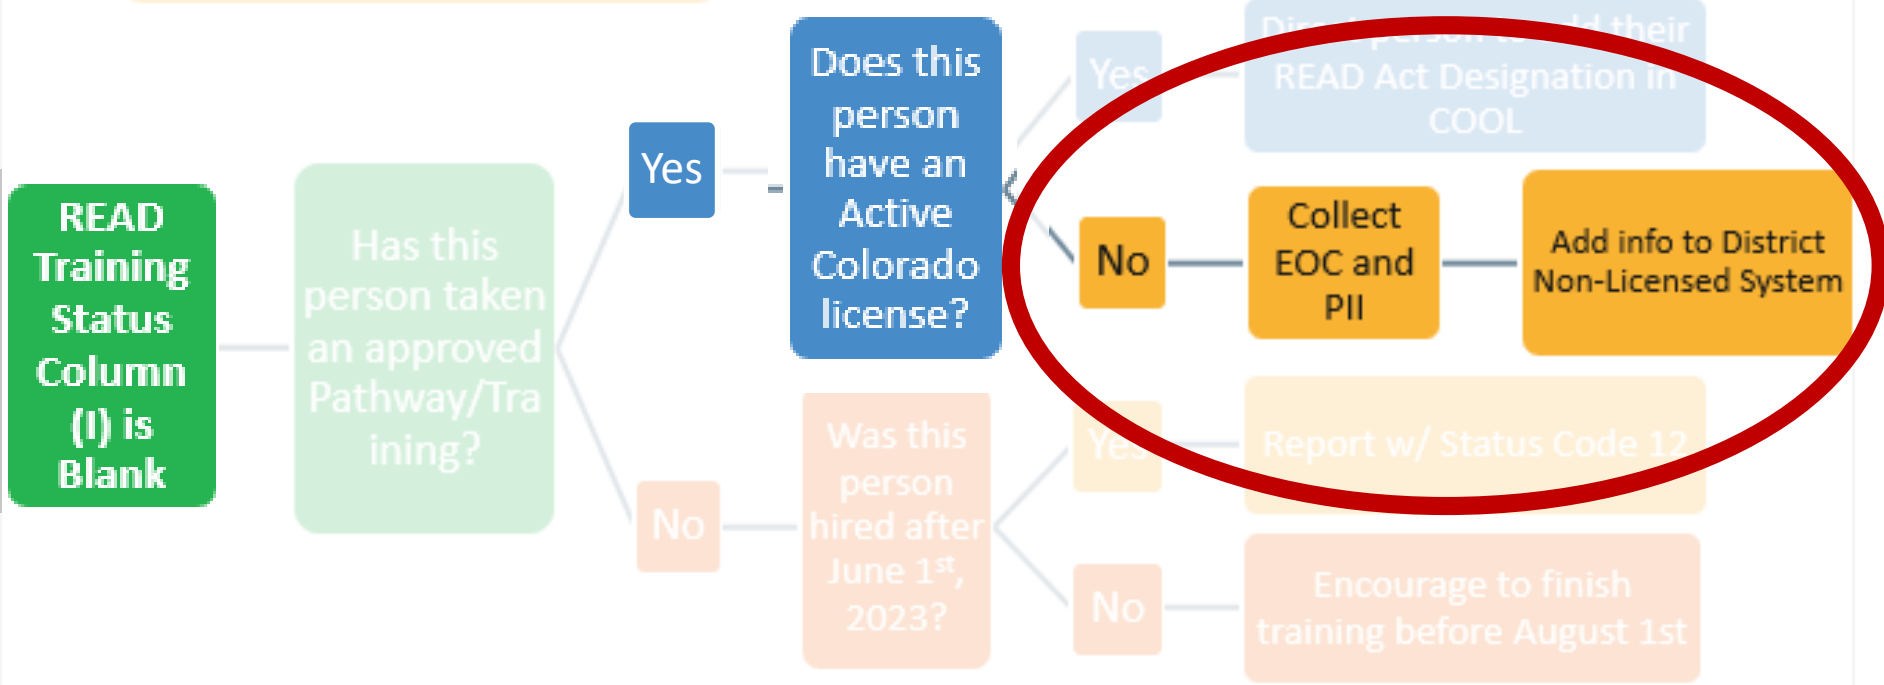 READ
Training
Status
Column
(I) is
Blank
Has this
person taken
an approved
Pathway/Tra
ining?
Yes
Does this
person
have an
Active
Colorado
license?
Yes
READ Act Designation in
COOL
No
Collect
EOC and
PII
Add info to District
Non-Licensed System
No
Was this
person
hired after
June 1st,
2023?
Yes
Report w/ Status Code 12
No
Encourage to finish
training before August 1st